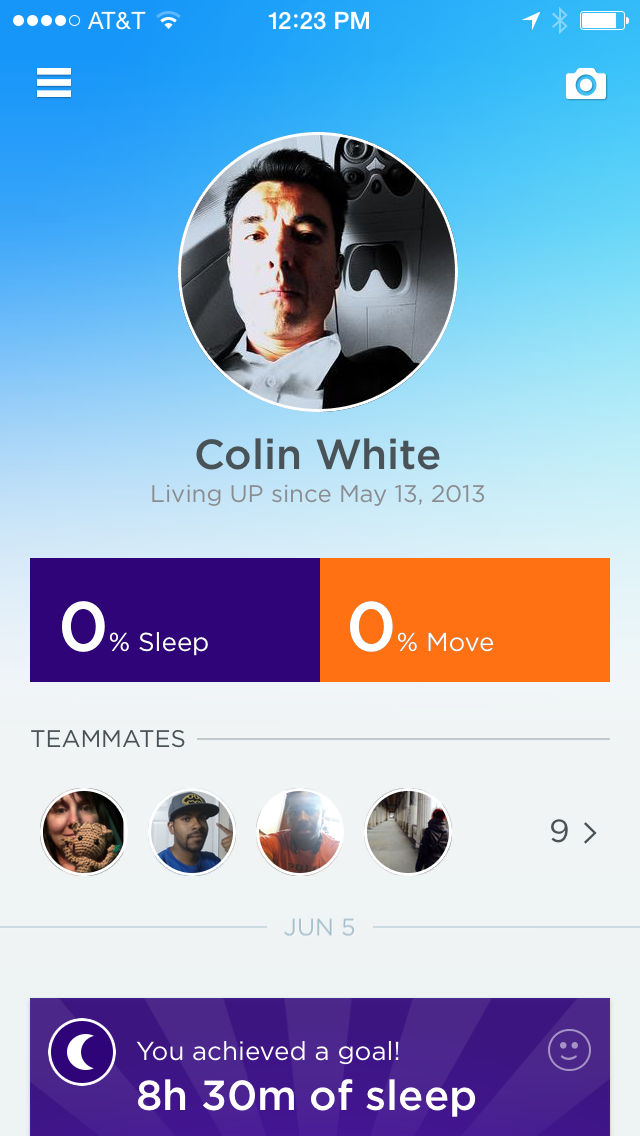 AT&T 12:23 PM
Colin White
Living UP since May 13, 2013
0% Sleep 0% Move
TEAMMATES
9
JUN 5
You achieved a goal!
8h 30m of sleep